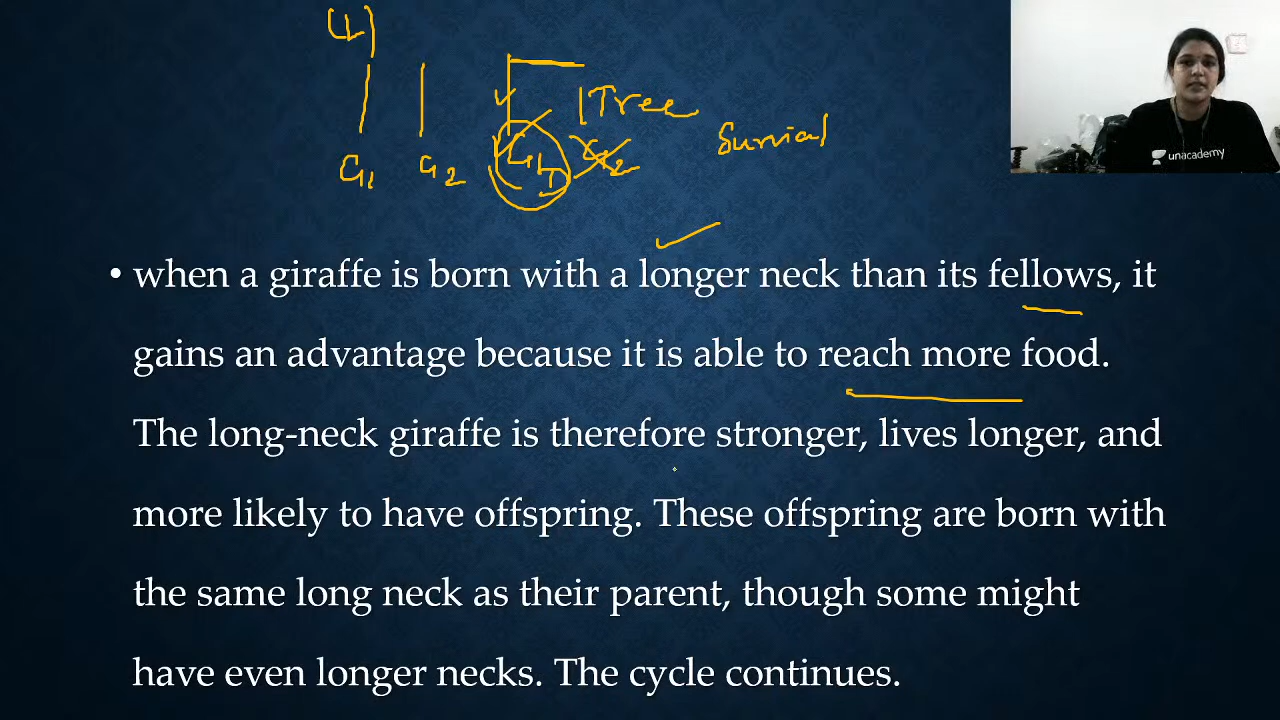 (L)
Tree
Survival
G1
G2
G1
G2
unacademy
• when a giraffe is born with a longer neck than its fellows, it
gains an advantage because it is able to reach more food.
The long-neck giraffe is therefore stronger, lives longer, and
more likely to have offspring. These offspring are born with
the same long neck as their parent, though some might
have even longer necks. The cycle continues.